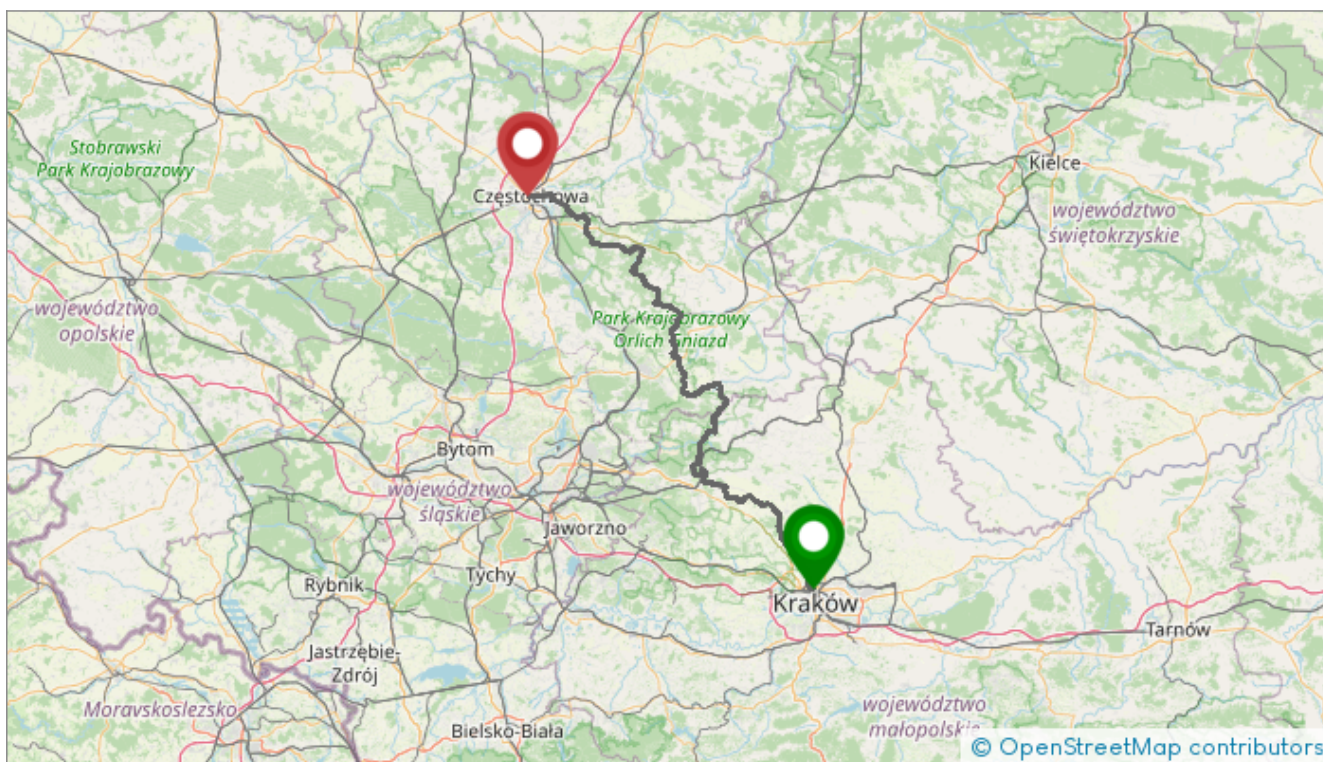 Stobrawski
Park Krajobrazowy
Kielce
Częstochowa
województwo
świętokrzyskie
województwo
opolskie
Park Krajobrazowy
Orlich Gniazd
Bytom
województwo
śląskie
Jaworzno
Tychy
Rybnik
Kraków
Tarnów
Jastrzębie-
Zdrój
Moravskoslezsko
województwo
małopolskie
Bielsko-Biała
© OpenStreetMap contributors